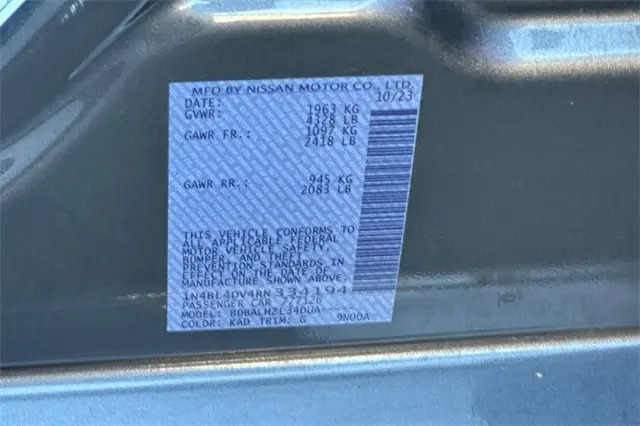 MFD BY NISSAN MOTOR CO., LTD.
DATE: 10/23
GVWR: 1963 KG
4328 LB
GAWR FR.: 1097 KG
2418 LB
GAWR RR.: 945 KG
2083 LB
THIS VEHICLE CONFORMS TO
ALL APPLICABLE FEDERAL
MOTOR VEHICLE SAFETY,
BUMPER, AND THEFT
PREVENTION STANDARDS IN
EFFECT ON THE DATE OF
MANUFACTURE SHOWN ABOVE.
1N4BL4DV4RN334194
PASSENGER CAR /77126
MODEL: BDBALHZL34DUA-----
COLOR: KAD TRIM: G 9N00A